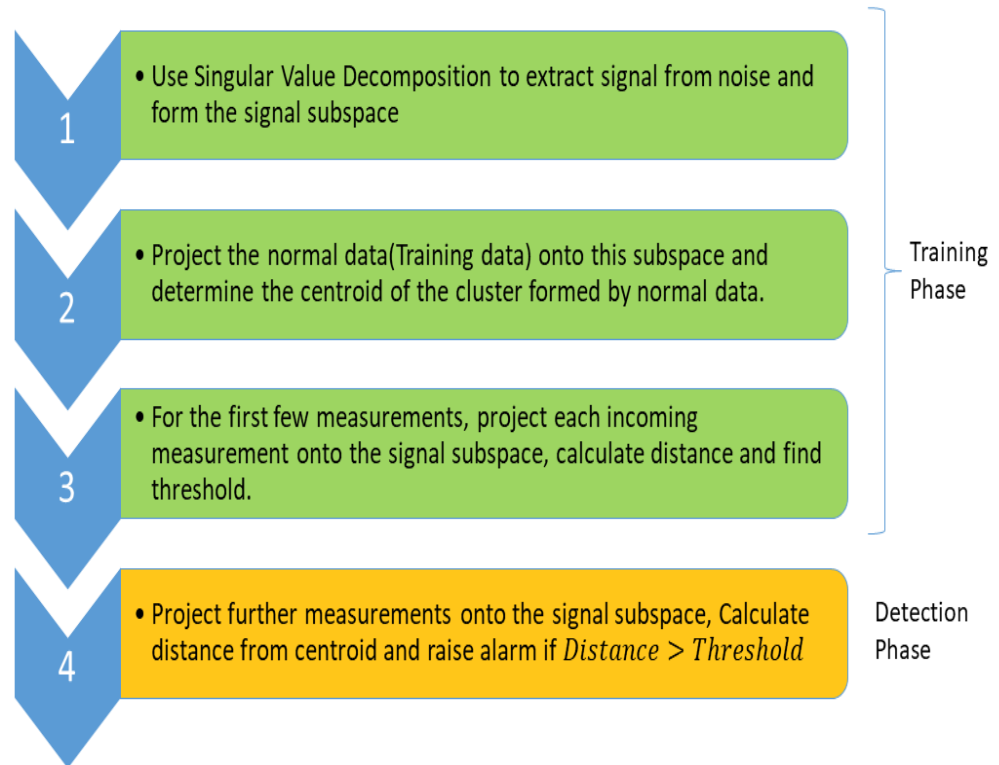 1
• Use Singular Value Decomposition to extract signal from noise and
form the signal subspace
2
• Project the normal data(Training data) onto this subspace and
determine the centroid of the cluster formed by normal data.
Training
Phase
3
• For the first few measurements, project each incoming
measurement onto the signal subspace, calculate distance and find
threshold.
4
• Project further measurements onto the signal subspace, Calculate
distance from centroid and raise alarm if Distance > Threshold
Detection
Phase